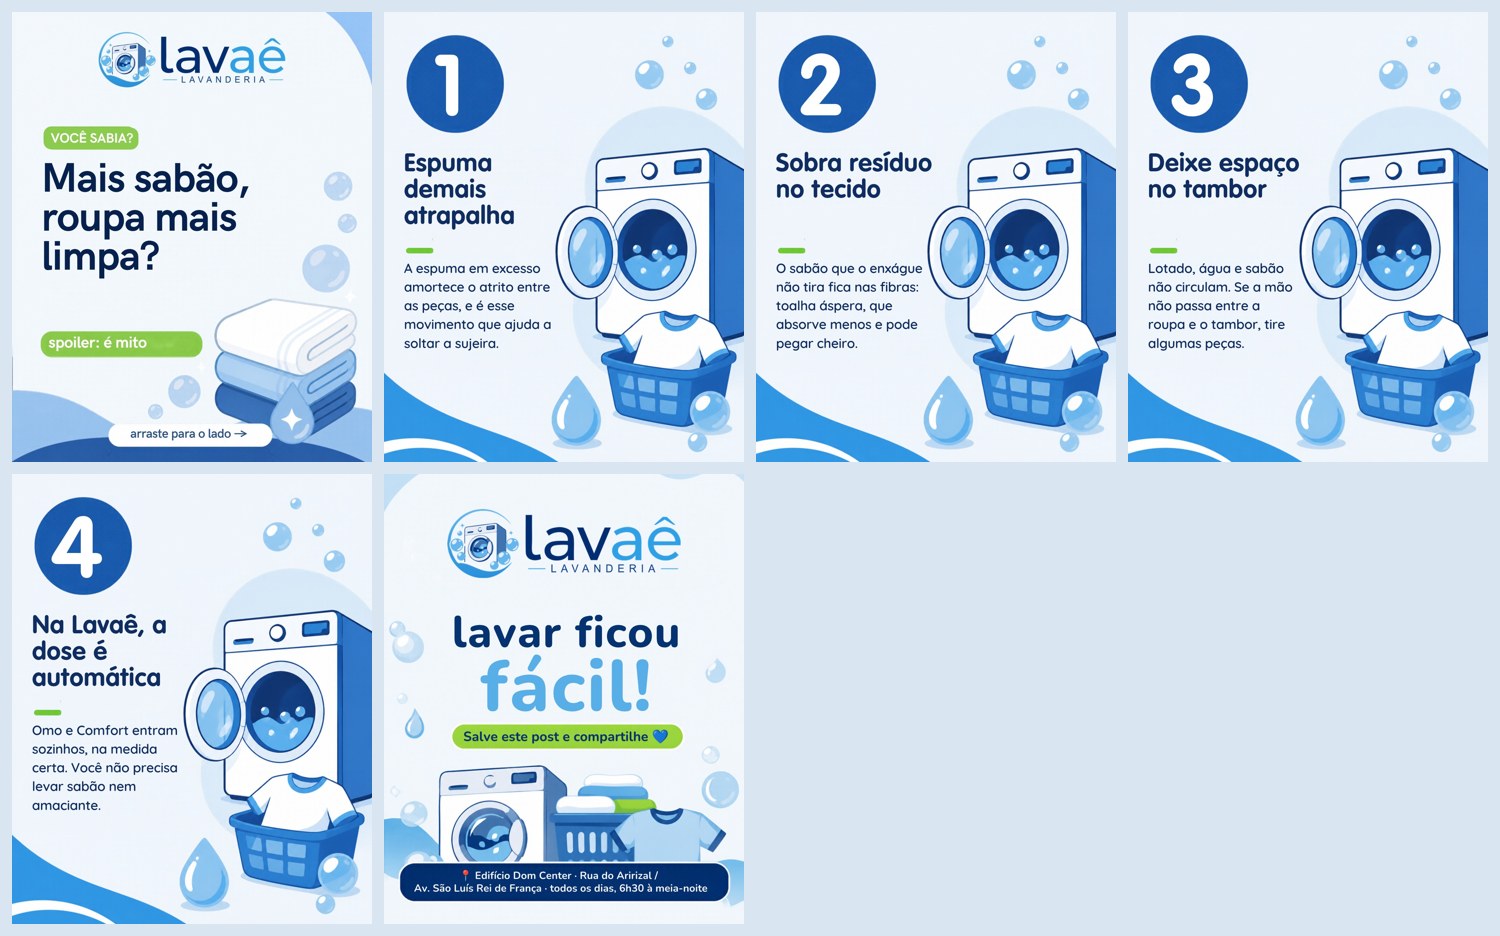 lavaê
LAVANDERIA
VOCÊ SABIA?
Mais sabão,
roupa mais
limpa?
spoiler: é mito
arraste para o lado →
1
Espuma
demais
atrapalha
A espuma em excesso
amortece o atrito entre
as peças, e é esse
movimento que ajuda a
soltar a sujeira.
2
Sobra resíduo
no tecido
O sabão que o enxágue
não tira fica nas fibras:
toalha áspera, que
absorve menos e pode
pegar cheiro.
3
Deixe espaço
no tambor
Lotado, água e sabão
não circulam. Se a mão
não passa entre a
roupa e o tambor, tire
algumas peças.
4
Na Lavaê, a
dose é
automática
Omo e Comfort entram
sozinhos, na medida
certa. Você não precisa
levar sabão nem
amaciante.
lavaê
LAVANDERIA
lavar ficou
fácil!
Salve este post e compartilhe 💙
📍 Edifício Dom Center · Rua do Aririzal /
Av. São Luís Rei de França · todos os dias, 6h30 à meia-noite